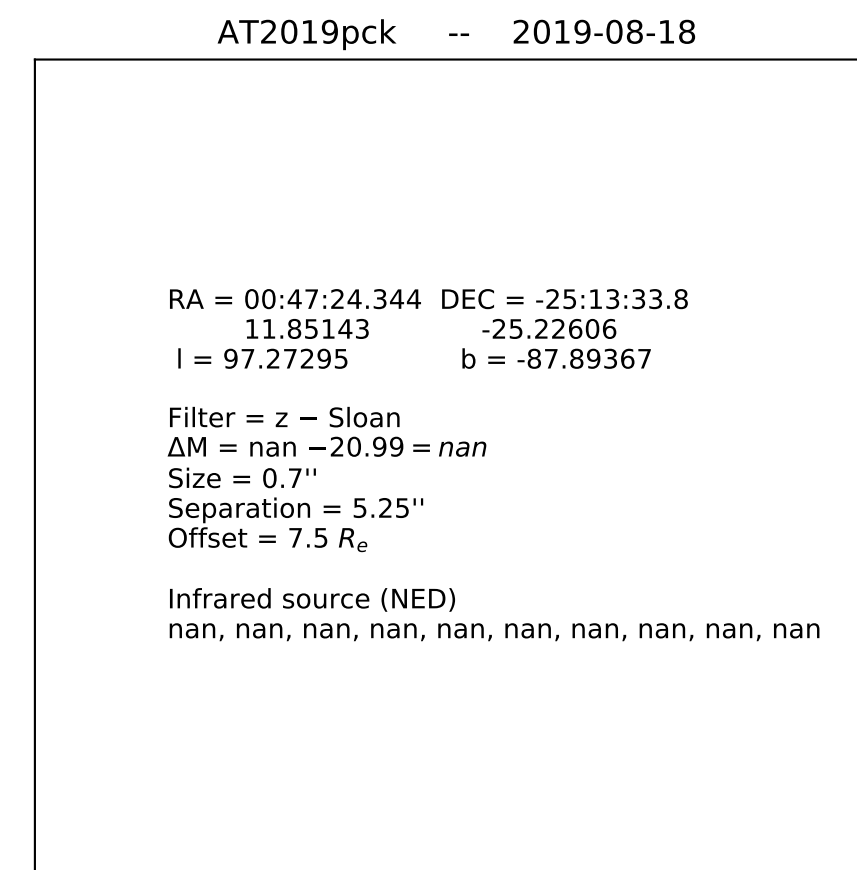 AT2019pck -- 2019-08-18
RA = 00:47:24.344 DEC = -25:13:33.8
11.85143 -25.22606
l = 97.27295 b = -87.89367
Filter = z − Sloan
ΔM = nan −20.99 = nan
Size = 0.7''
Separation = 5.25''
Offset = 7.5 Rₑ
Infrared source (NED)
nan, nan, nan, nan, nan, nan, nan, nan, nan, nan